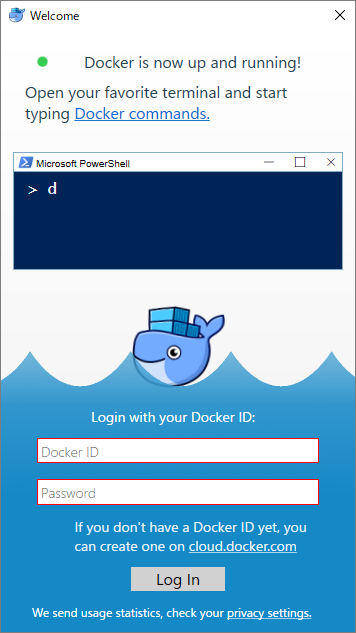 Welcome
Docker is now up and running!
Open your favorite terminal and start
typing Docker commands.
Microsoft PowerShell
> d
Login with your Docker ID:
Docker ID
Password
If you don't have a Docker ID yet, you
can create one on cloud.docker.com
Log In
We send usage statistics, check your privacy settings.